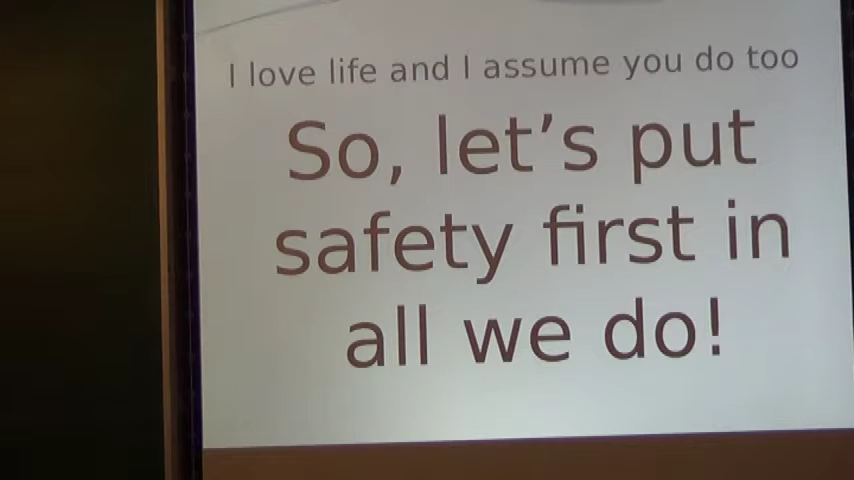 I love life and I assume you do too
So, let’s put
safety first in
all we do!